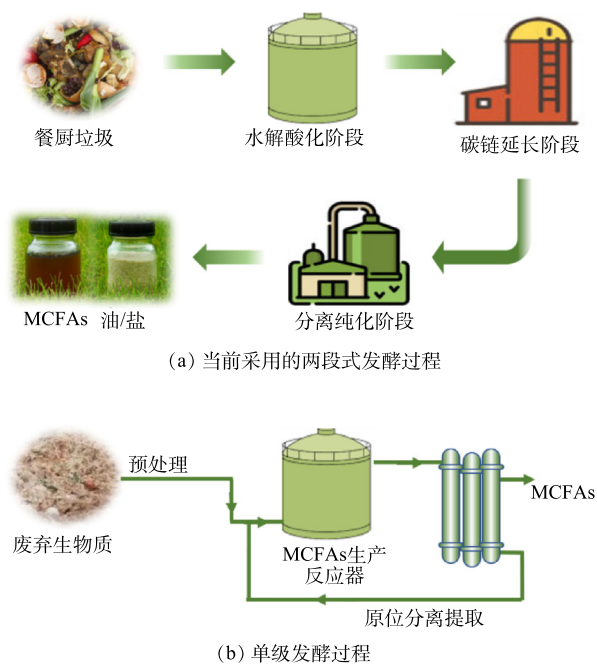 餐厨垃圾
水解酸化阶段
碳链延长阶段
MCFAs 油/盐
分离纯化阶段
(a) 当前采用的两段式发酵过程
预处理
废弃生物质
MCFAs生产
反应器
MCFAs
原位分离提取
(b) 单级发酵过程